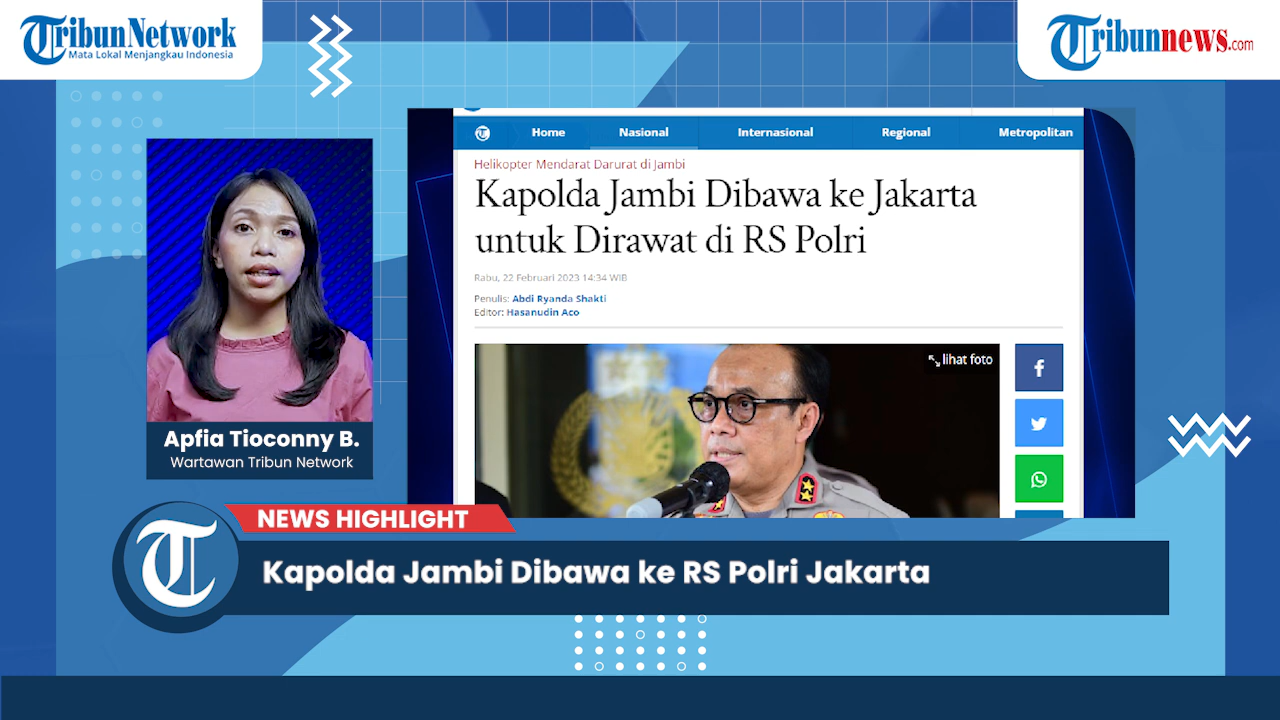 TribunNetwork
Mata Lokal Menjangkau Indonesia
Tribunnews.com
Home Nasional Internasional Regional Metropolitan
Helikopter Mendarat Darurat di Jambi
Kapolda Jambi Dibawa ke Jakarta
untuk Dirawat di RS Polri
Rabu, 22 Februari 2023 14:34 WIB
Penulis: Abdi Ryanda Shakti
Editor: Hasanudin Aco
lihat foto
Apfia Tioconny B.
Wartawan Tribun Network
NEWS HIGHLIGHT
Kapolda Jambi Dibawa ke RS Polri Jakarta